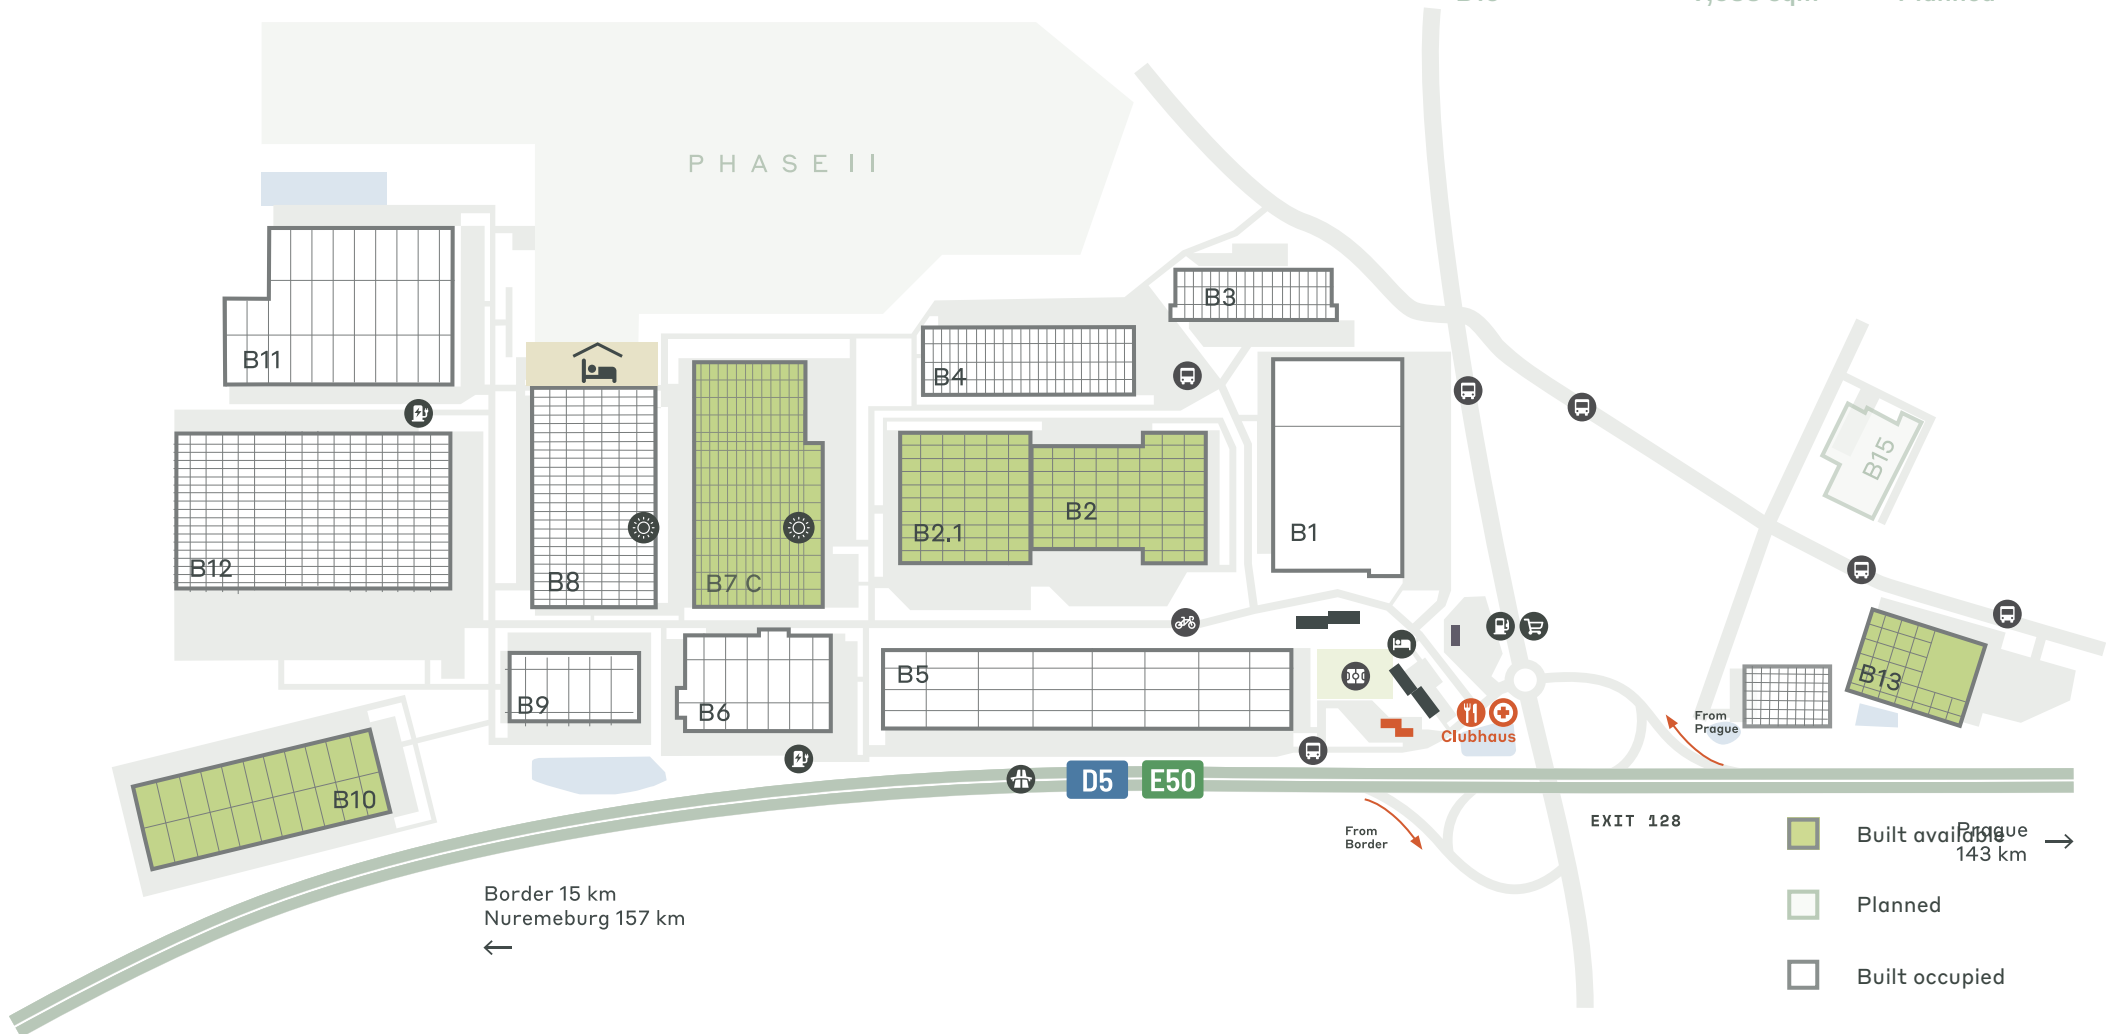 PHASE II
B11
B3
B4
B15
B12
B8
B7 C
B2.1
B2
B1
B9
B6
B5
B13
B10
Clubhaus
From
Prague
D5
E50
EXIT 128
From
Border
Built available
Prague
143 km
Planned
Built occupied
Border 15 km
Nuremeburg 157 km